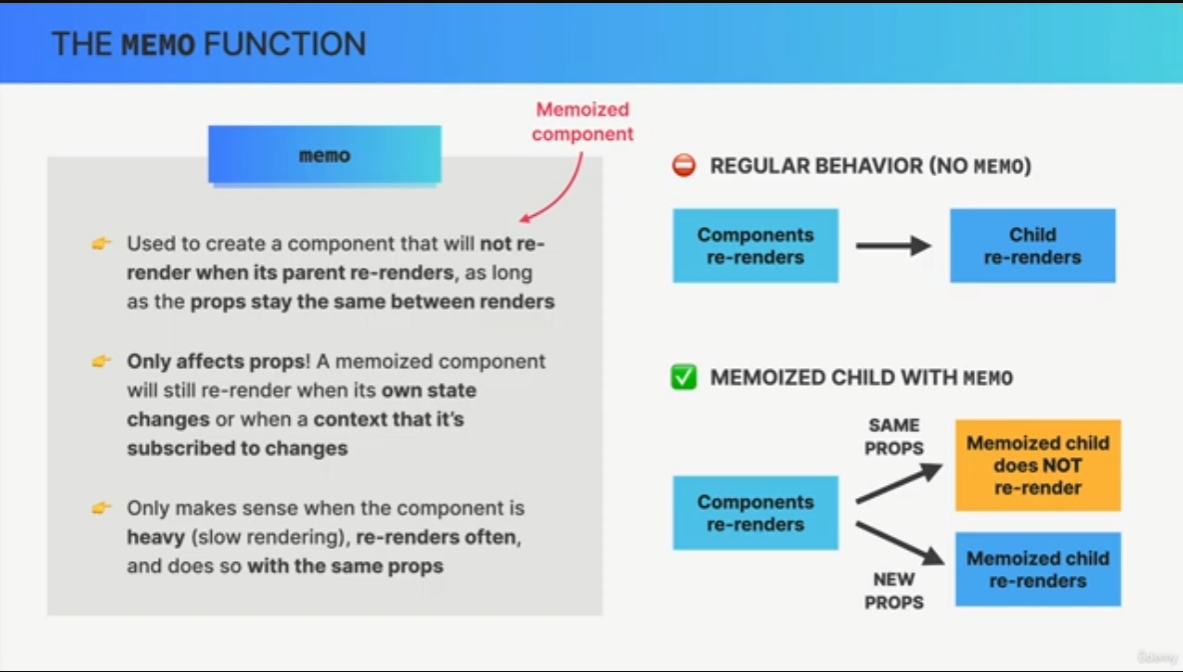 THE MEMO FUNCTION
Memoized
component
memo
Used to create a component that will not re-
render when its parent re-renders, as long
as the props stay the same between renders
Only affects props! A memoized component
will still re-render when its own state
changes or when a context that it's
subscribed to changes
Only makes sense when the component is
heavy (slow rendering), re-renders often,
and does so with the same props
REGULAR BEHAVIOR (NO MEMO)
Components
re-renders
Child
re-renders
MEMOIZED CHILD WITH MEMO
Components
re-renders
SAME
PROPS
Memoized child
does NOT
re-render
NEW
PROPS
Memoized child
re-renders
Udemy